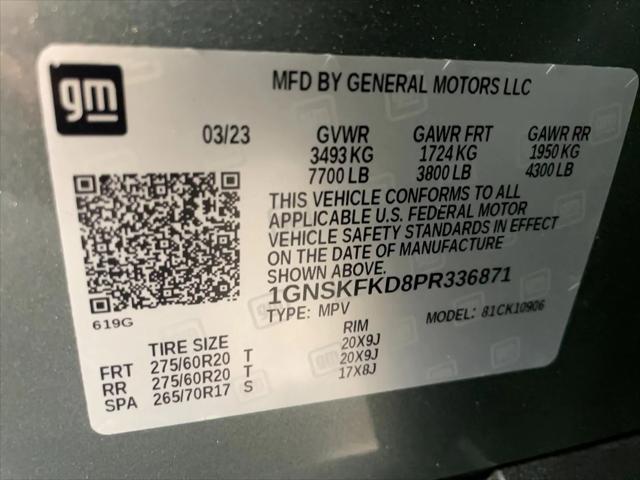 gm
MFD BY GENERAL MOTORS LLC
03/23 GVWR GAWR FRT GAWR RR
3493 KG 1724 KG 1950 KG
7700 LB 3800 LB 4300 LB
THIS VEHICLE CONFORMS TO ALL
APPLICABLE U.S. FEDERAL MOTOR
VEHICLE SAFETY STANDARDS IN EFFECT
ON THE DATE OF MANUFACTURE
SHOWN ABOVE.
1GNSKFKD8PR336871
619G
TYPE: MPV MODEL: 81CK10906
TIRE SIZE RIM
FRT 275/60R20 T 20X9J
RR 275/60R20 T 20X9J
SPA 265/70R17 S 17X8J